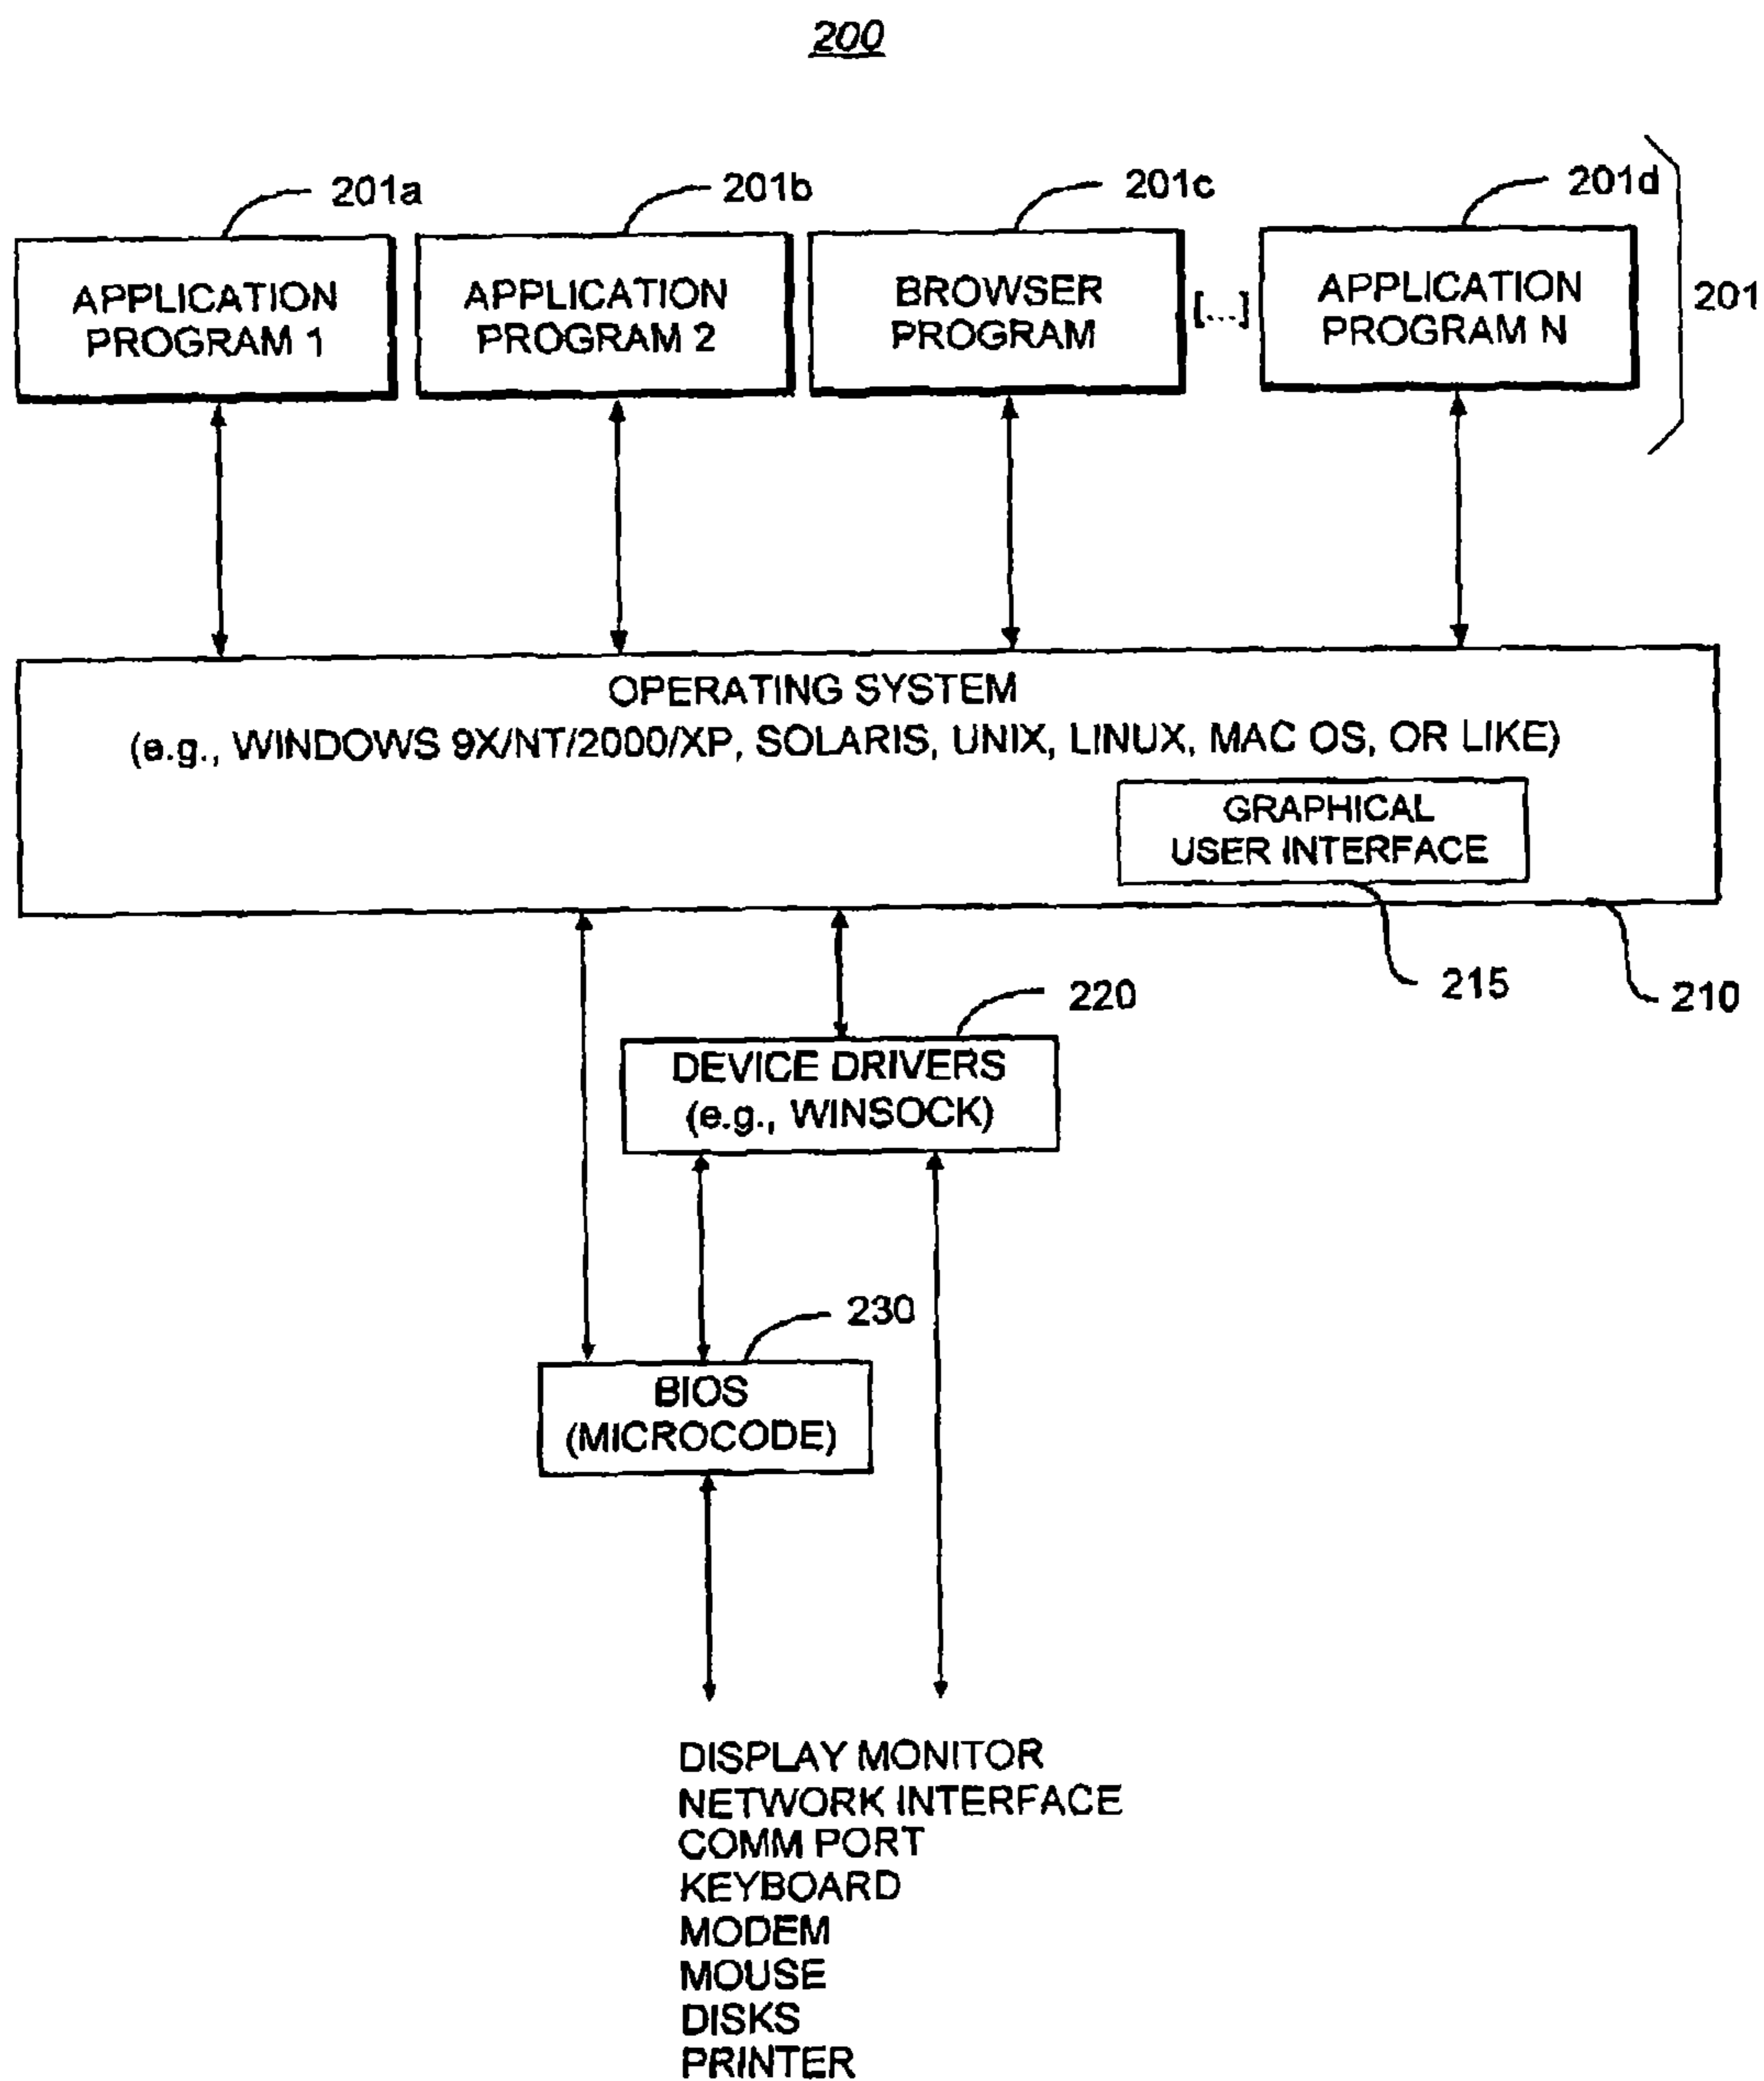 200
201a
201b
201c
201d
APPLICATION
PROGRAM 1
APPLICATION
PROGRAM 2
BROWSER
PROGRAM
[...]
APPLICATION
PROGRAM N
201
OPERATING SYSTEM
(e.g., WINDOWS 9X/NT/2000/XP, SOLARIS, UNIX, LINUX, MAC OS, OR LIKE)
GRAPHICAL
USER INTERFACE
215
210
220
DEVICE DRIVERS
(e.g., WINSOCK)
230
BIOS
(MICROCODE)
DISPLAY MONITOR
NETWORK INTERFACE
COMM PORT
KEYBOARD
MODEM
MOUSE
DISKS
PRINTER